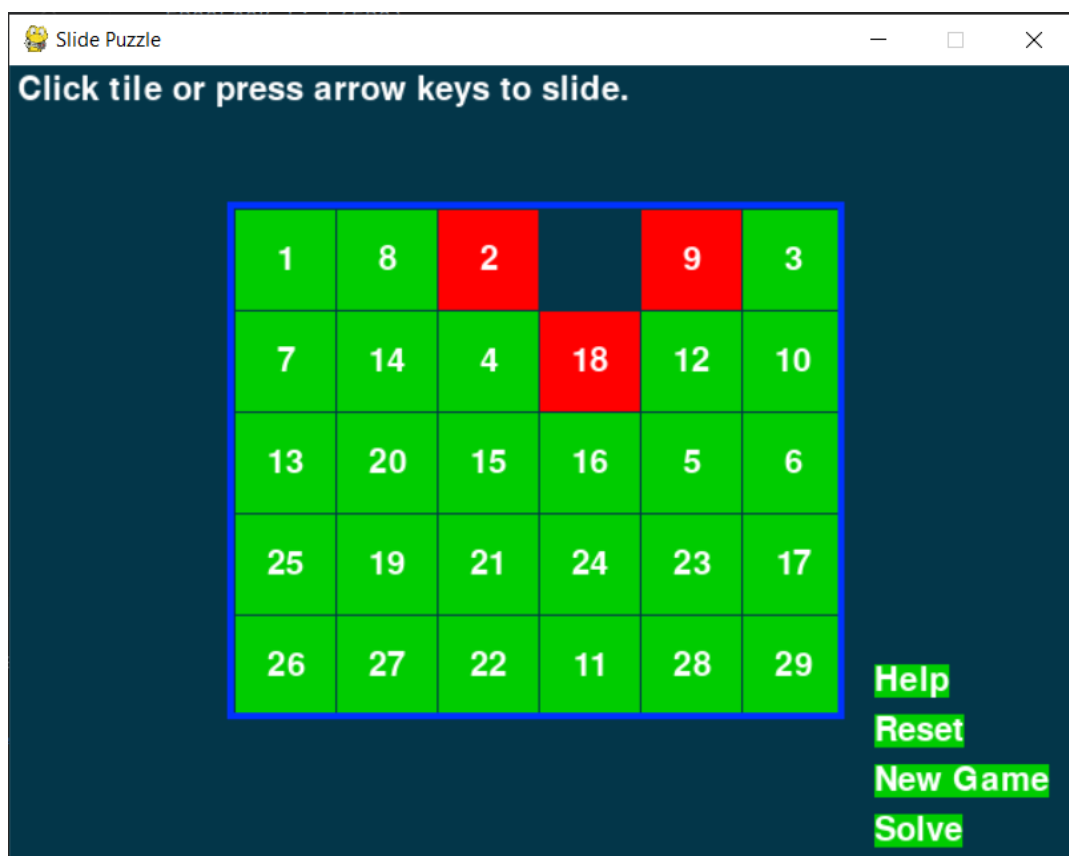 Slide Puzzle
Click tile or press arrow keys to slide.
1 8 2 9 3
7 14 4 18 12 10
13 20 15 16 5 6
25 19 21 24 23 17
26 27 22 11 28 29
Help
Reset
New Game
Solve